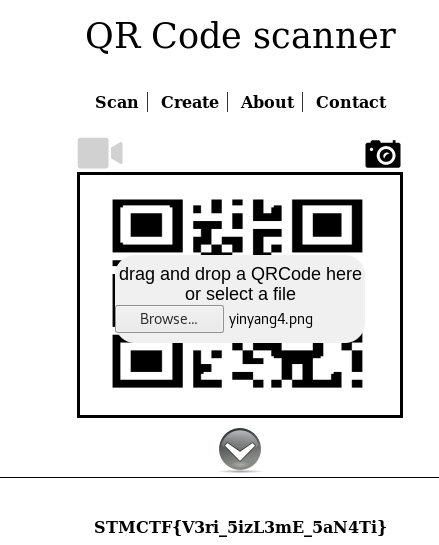 QR Code scanner
Scan Create About Contact
drag and drop a QRCode here
or select a file
Browse... yinyang4.png
STMCTF{V3ri_5izL3mE_5aN4Ti}